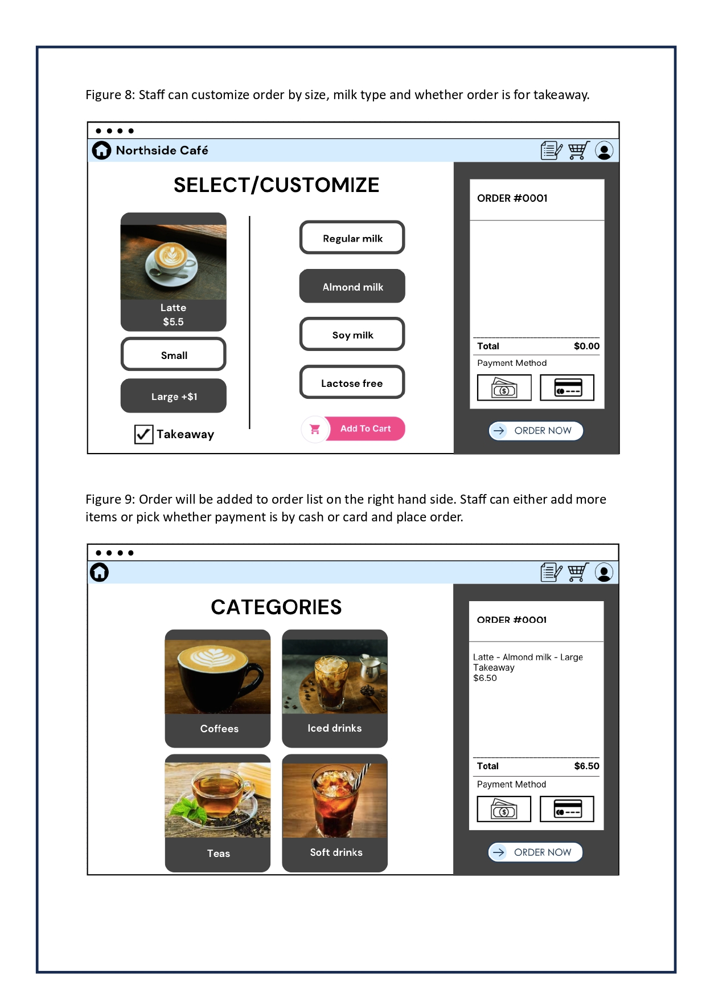 Figure 8: Staff can customize order by size, milk type and whether order is for takeaway.
Northside Café
SELECT/CUSTOMIZE
Latte
$5.5
Small
Large +$1
Takeaway
Regular milk
Almond milk
Soy milk
Lactose free
Add To Cart
ORDER #0001
Total $0.00
Payment Method
ORDER NOW
Figure 9: Order will be added to order list on the right hand side. Staff can either add more
items or pick whether payment is by cash or card and place order.
CATEGORIES
Coffees
Iced drinks
Teas
Soft drinks
ORDER #0001
Latte - Almond milk - Large
Takeaway
$6.50
Total $6.50
Payment Method
ORDER NOW